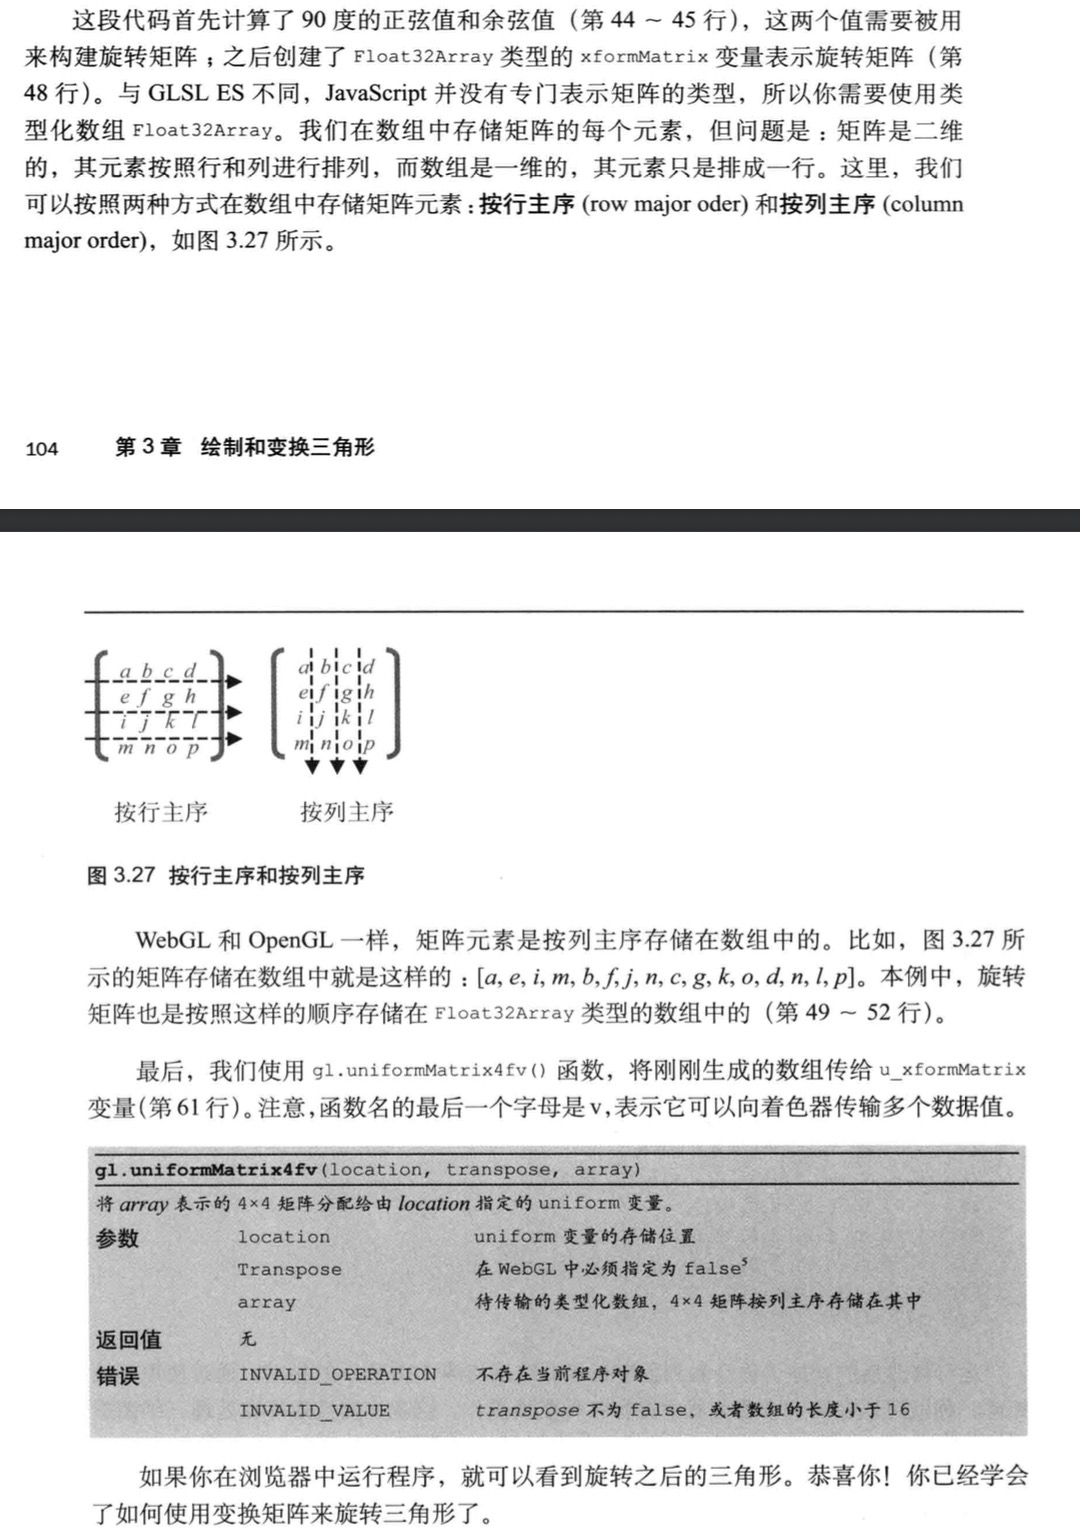 这段代码首先计算了 90 度的正弦值和余弦值（第 44 ～ 45 行），这两个值需要被用
来构建旋转矩阵；之后创建了 Float32Array 类型的 xformMatrix 变量表示旋转矩阵（第
48 行）。与 GLSL ES 不同，JavaScript 并没有专门表示矩阵的类型，所以你需要使用类
型化数组 Float32Array。我们在数组中存储矩阵的每个元素，但问题是：矩阵是二维
的，其元素按照行和列进行排列，而数组是一维的，其元素只是排成一行。这里，我们
可以按照两种方式在数组中存储矩阵元素：按行主序 (row major oder) 和按列主序 (column
major order)，如图 3.27 所示。
104 第 3 章 绘制和变换三角形
a b c d
e f g h
i j k l
m n o p
a b c d
e f g h
i j k l
m n o p
按行主序 按列主序
图 3.27 按行主序和按列主序
WebGL 和 OpenGL 一样，矩阵元素是按列主序存储在数组中的。比如，图 3.27 所
示的矩阵存储在数组中就是这样的：[a, e, i, m, b, f, j, n, c, g, k, o, d, n, l, p]。本例中，旋转
矩阵也是按照这样的顺序存储在 Float32Array 类型的数组中的（第 49 ～ 52 行）。
最后，我们使用 gl.uniformMatrix4fv() 函数，将刚刚生成的数组传给 u_xformMatrix
变量（第 61 行）。注意，函数名的最后一个字母是 v，表示它可以向着色器传输多个数据值。
gl.uniformMatrix4fv(location, transpose, array)
将 array 表示的 4×4 矩阵分配给由 location 指定的 uniform 变量。
参数 location uniform 变量的存储位置
Transpose 在 WebGL 中必须指定为 false⁵
array 待传输的类型化数组，4×4 矩阵按列主序存储在其中
返回值 无
错误 INVALID_OPERATION 不存在当前程序对象
INVALID_VALUE transpose 不为 false，或者数组的长度小于 16
如果你在浏览器中运行程序，就可以看到旋转之后的三角形。恭喜你！你已经学会
了如何使用变换矩阵来旋转三角形了。